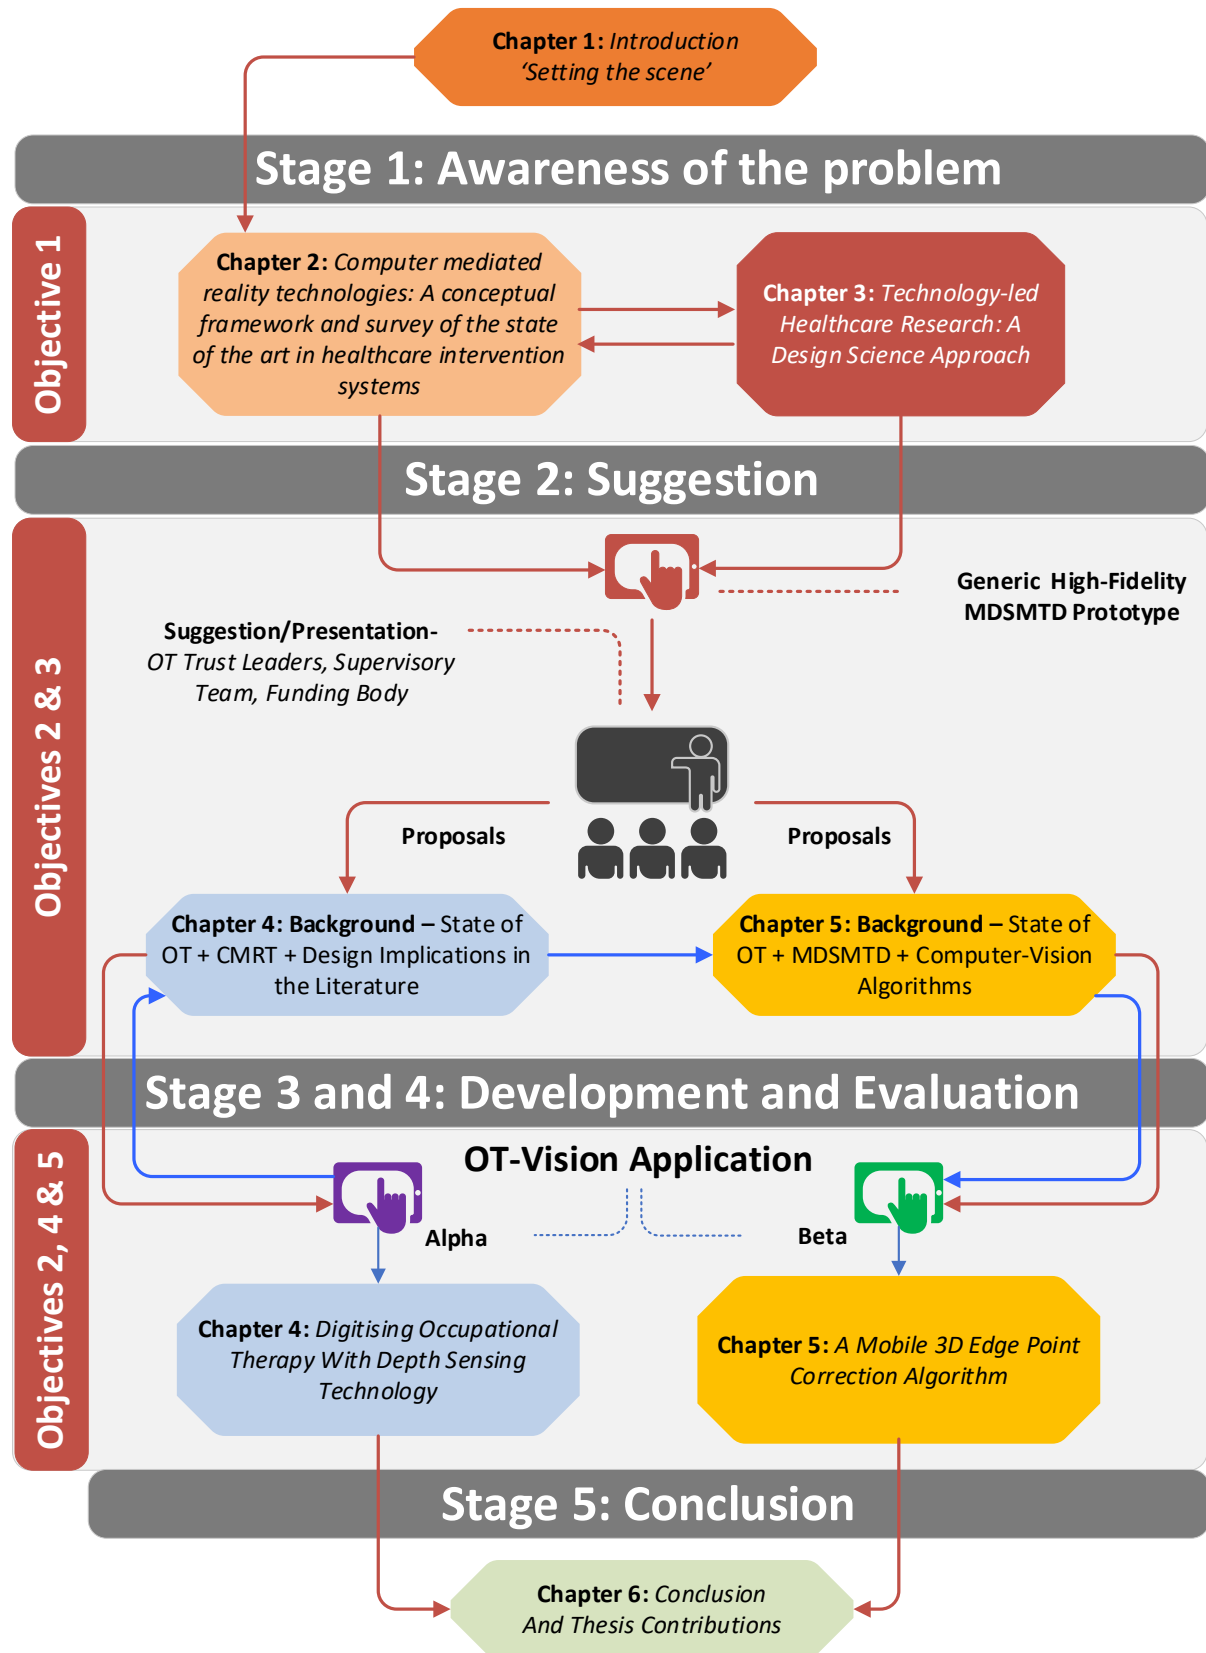 Chapter 1: Introduction
‘Setting the scene’
Stage 1: Awareness of the problem
Objective 1
Chapter 2: Computer mediated
reality technologies: A conceptual
framework and survey of the state
of the art in healthcare intervention
systems
Chapter 3: Technology-led
Healthcare Research: A
Design Science Approach
Stage 2: Suggestion
Objectives 2 & 3
Generic High-Fidelity
MDSMTD Prototype
Suggestion/Presentation-
OT Trust Leaders, Supervisory
Team, Funding Body
Proposals
Proposals
Chapter 4: Background – State of
OT + CMRT + Design Implications in
the Literature
Chapter 5: Background – State of
OT + MDSMTD + Computer-Vision
Algorithms
Stage 3 and 4: Development and Evaluation
Objectives 2, 4 & 5
OT-Vision Application
Alpha
Beta
Chapter 4: Digitising Occupational
Therapy With Depth Sensing
Technology
Chapter 5: A Mobile 3D Edge Point
Correction Algorithm
Stage 5: Conclusion
Chapter 6: Conclusion
And Thesis Contributions